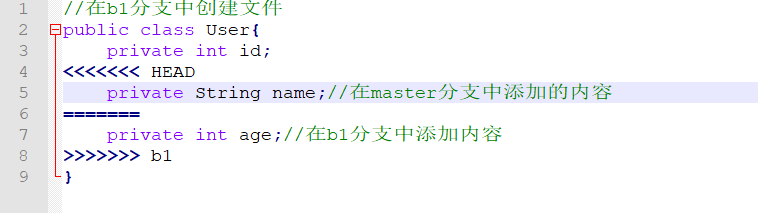 1 //在b1分支中创建文件
2 public class User{
3     private int id;
4 <<<<<<< HEAD
5     private String name;//在master分支中添加的内容
6 =======
7     private int age;//在b1分支中添加内容
8 >>>>>>> b1
9 }